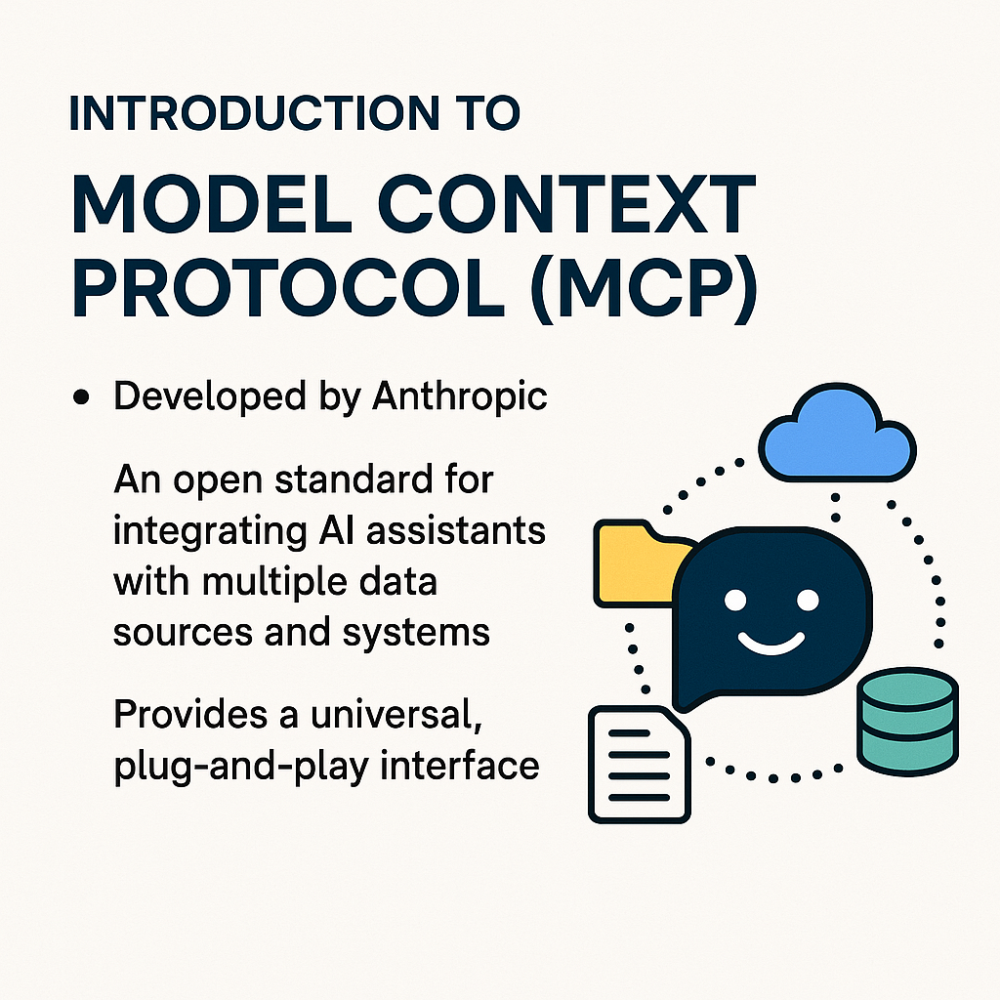 INTRODUCTION TO
MODEL CONTEXT
PROTOCOL (MCP)
• Developed by Anthropic
An open standard for
integrating AI assistants
with multiple data
sources and systems
Provides a universal,
plug-and-play interface